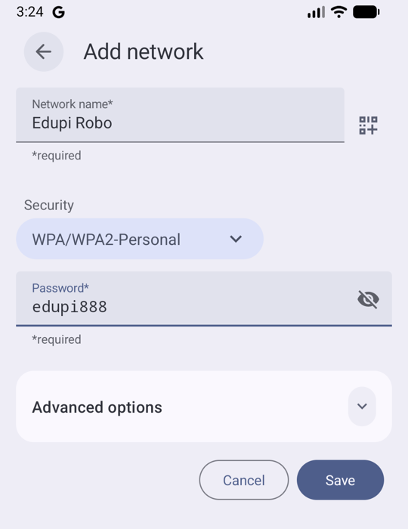 3:24 G
Add network
Network name*
Edupi Robo
*required
Security
WPA/WPA2-Personal
Password*
edupi888
*required
Advanced options
Cancel Save